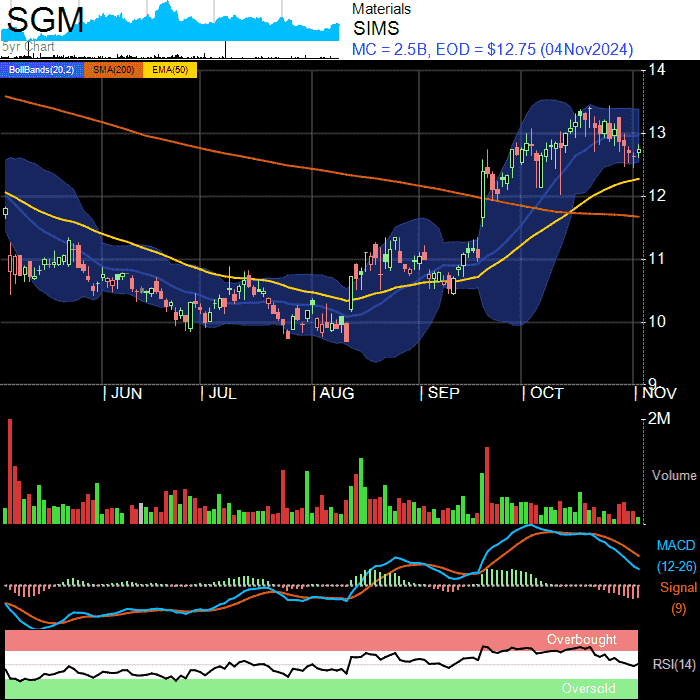 SGM
5yr Chart
Materials
SIMS
MC = 2.5B, EOD = $12.75 (04Nov2024)
BollBands(20,2) SMA(200) EMA(50)
14
13
12
11
10
9
JUN JUL AUG SEP OCT NOV
2M
Volume
MACD
(12-26)
Signal
(9)
Overbought
RSI(14)
Oversold